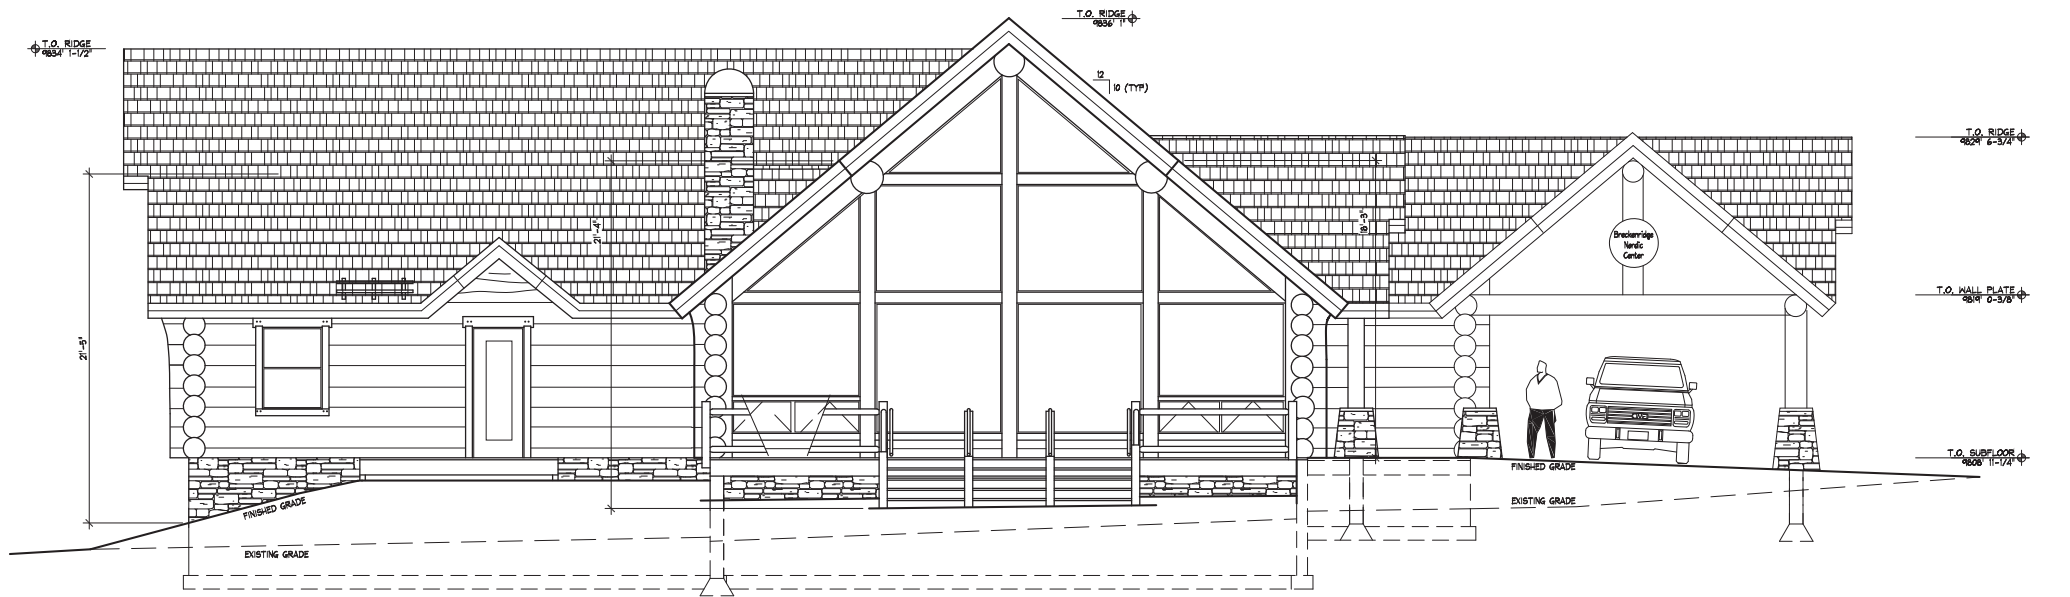 T.O. RIDGE
9836' 1"
T.O. RIDGE
9834' 1-1/2"
12
10 (TYP)
T.O. RIDGE
9829' 6-3/4"
21'-4"
18'-3"
Breckenridge
Nordic
Center
T.O. WALL PLATE
9819' 0-3/8"
21'-5"
T.O. SUBFLOOR
9808' 11-1/4"
FINISHED GRADE
EXISTING GRADE
FINISHED GRADE
EXISTING GRADE